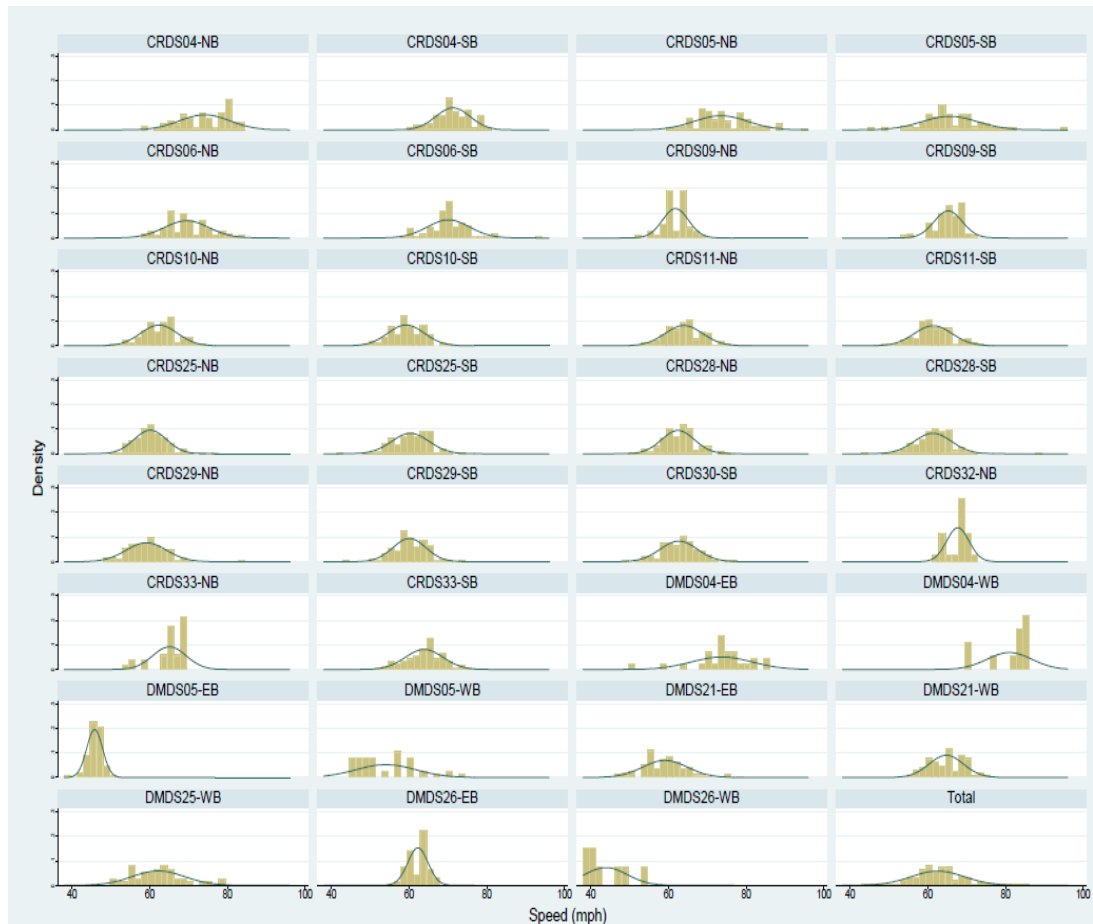 CRDS04-NB CRDS04-SB CRDS05-NB CRDS05-SB
CRDS06-NB CRDS06-SB CRDS09-NB CRDS09-SB
CRDS10-NB CRDS10-SB CRDS11-NB CRDS11-SB
CRDS25-NB CRDS25-SB CRDS28-NB CRDS28-SB
Density
CRDS29-NB CRDS29-SB CRDS30-SB CRDS32-NB
CRDS33-NB CRDS33-SB DMDS04-EB DMDS04-WB
DMDS05-EB DMDS05-WB DMDS21-EB DMDS21-WB
DMDS25-WB DMDS26-EB DMDS26-WB Total
40 60 80 100 40 60 80 100 40 60 80 100 40 60 80 100
Speed (mph)